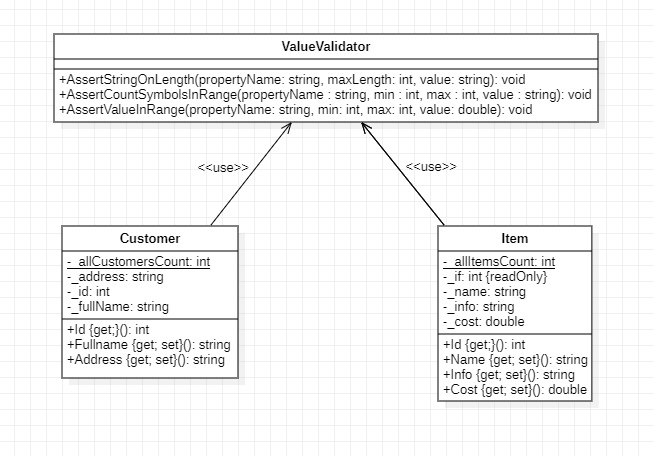 ValueValidator
+AssertStringOnLength(propertyName: string, maxLength: int, value: string): void
+AssertCountSymbolsInRange(propertyName : string, min : int, max : int, value : string): void
+AssertValueInRange(propertyName: string, min: int, max: int, value: double): void
<<use>>
<<use>>
Customer
-_allCustomersCount: int
-_address: string
-_id: int
-_fullName: string
+Id {get;}(): int
+Fullname {get; set}(): string
+Address {get; set}(): string
Item
-_allItemsCount: int
-_if: int {readOnly}
-_name: string
-_info: string
-_cost: double
+Id {get;}(): int
+Name {get; set}(): string
+Info {get; set}(): string
+Cost {get; set}(): double